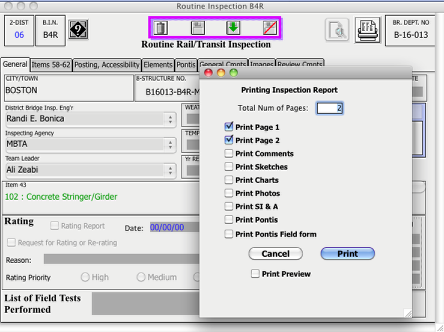 Routine Inspection B4R
2-DIST
06
B.I.N.
B4R
BR. DEPT. NO
B-16-013
Routine Rail/Transit Inspection
General Items 58-62 Posting, Accessibility Elements Pontis General Cmnts Images Review Cmnts
CITY/TOWN
BOSTON
8-STRUCTURE NO.
B16013-B4R-M
District Bridge Insp. Eng'r
Randi E. Bonica
Inspecting Agency
MBTA
Team Leader
Ali Zeabi
WEA
TEMP
Yr RE
Item 43
102 : Concrete Stringer/Girder
Rating
Rating Report
Date: 00/00/00
Request for Rating or Re-rating
Reason:
Rating Priority
High
Medium
List of Field Tests
Performed
Printing Inspection Report
Total Num of Pages: 2
Print Page 1
Print Page 2
Print Comments
Print Sketches
Print Charts
Print Photos
Print SI & A
Print Pontis
Print Pontis Field form
Cancel
Print
Print Preview